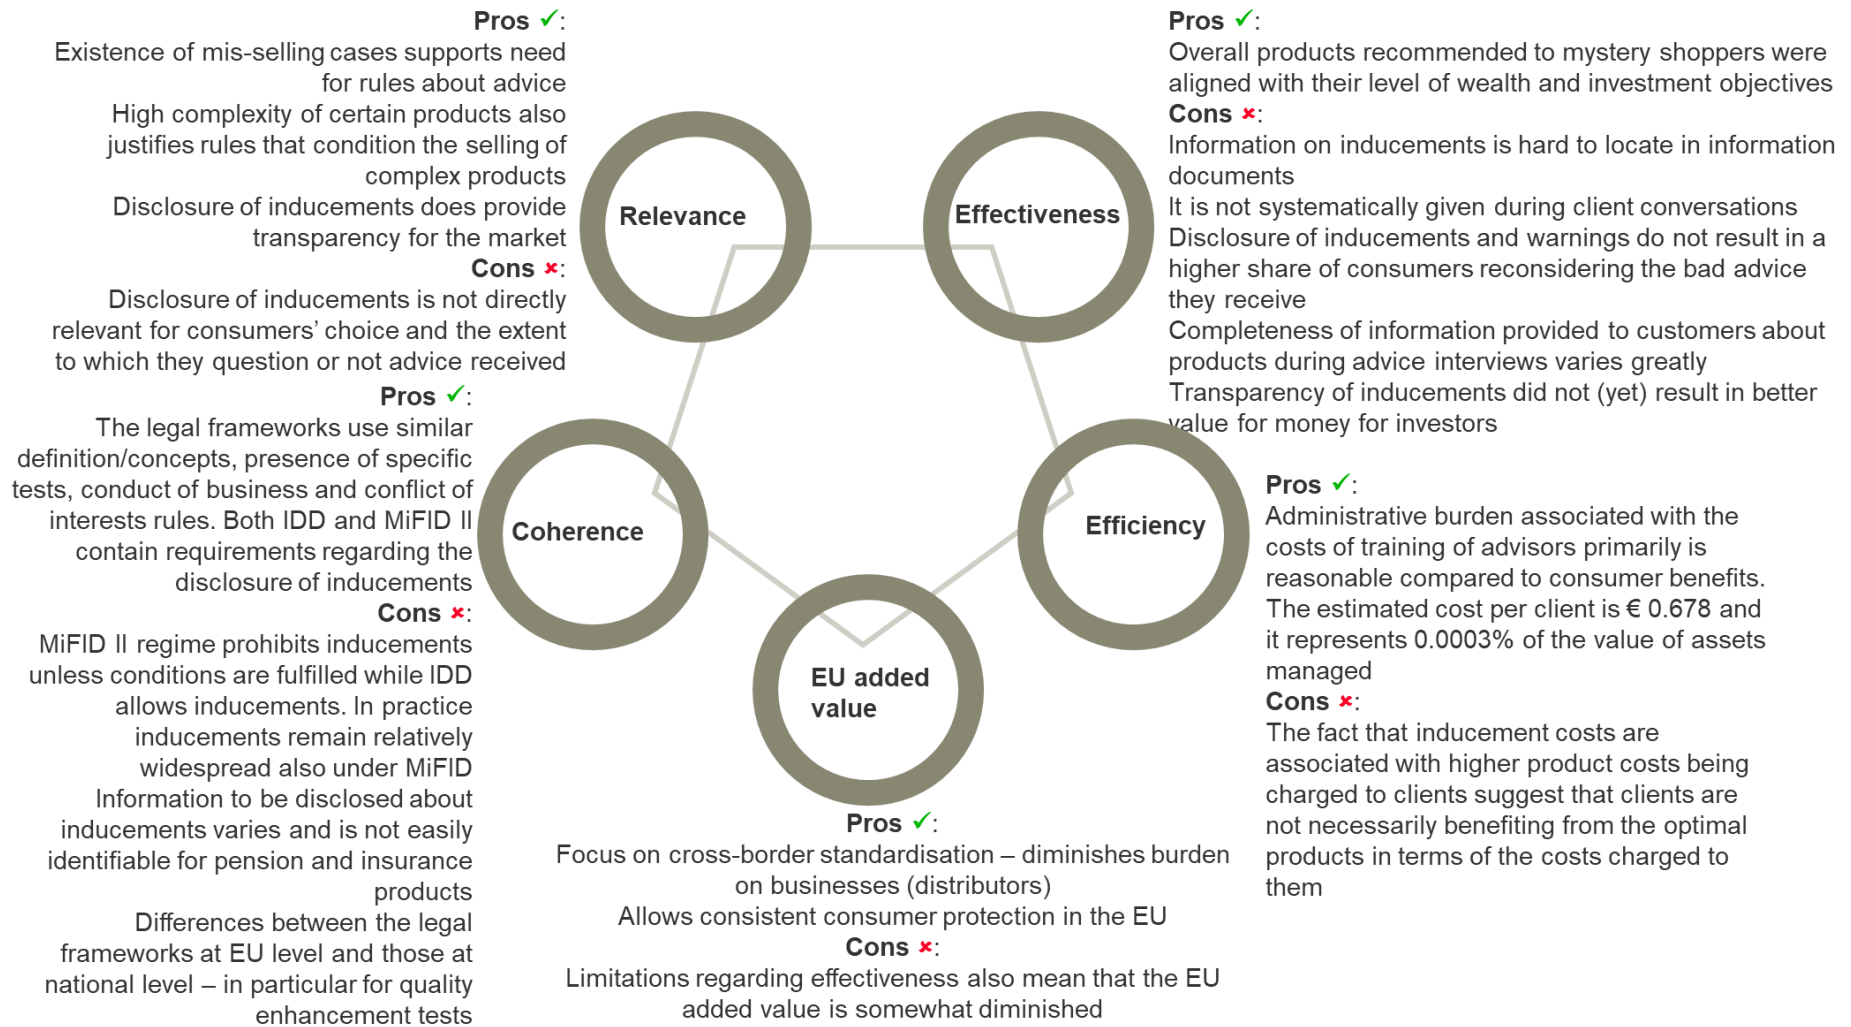 Pros ✓:
Existence of mis-selling cases supports need
for rules about advice
High complexity of certain products also
justifies rules that condition the selling of
complex products
Disclosure of inducements does provide
transparency for the market
Cons ✖:
Disclosure of inducements is not directly
relevant for consumers’ choice and the extent
to which they question or not advice received
Relevance
Pros ✓:
Overall products recommended to mystery shoppers were
aligned with their level of wealth and investment objectives
Cons ✖:
Information on inducements is hard to locate in information
documents
It is not systematically given during client conversations
Disclosure of inducements and warnings do not result in a
higher share of consumers reconsidering the bad advice
they receive
Completeness of information provided to customers about
products during advice interviews varies greatly
Transparency of inducements did not (yet) result in better
value for money for investors
Effectiveness
Pros ✓:
The legal frameworks use similar
definition/concepts, presence of specific
tests, conduct of business and conflict of
interests rules. Both IDD and MiFID II
contain requirements regarding the
disclosure of inducements
Cons ✖:
MiFID II regime prohibits inducements
unless conditions are fulfilled while IDD
allows inducements. In practice
inducements remain relatively
widespread also under MiFID
Information to be disclosed about
inducements varies and is not easily
identifiable for pension and insurance
products
Differences between the legal
frameworks at EU level and those at
national level – in particular for quality
enhancement tests
Coherence
Efficiency
Pros ✓:
Administrative burden associated with the
costs of training of advisors primarily is
reasonable compared to consumer benefits.
The estimated cost per client is € 0.678 and
it represents 0.0003% of the value of assets
managed
Cons ✖:
The fact that inducement costs are
associated with higher product costs being
charged to clients suggest that clients are
not necessarily benefiting from the optimal
products in terms of the costs charged to
them
EU added
value
Pros ✓:
Focus on cross-border standardisation – diminishes burden
on businesses (distributors)
Allows consistent consumer protection in the EU
Cons ✖:
Limitations regarding effectiveness also mean that the EU
added value is somewhat diminished